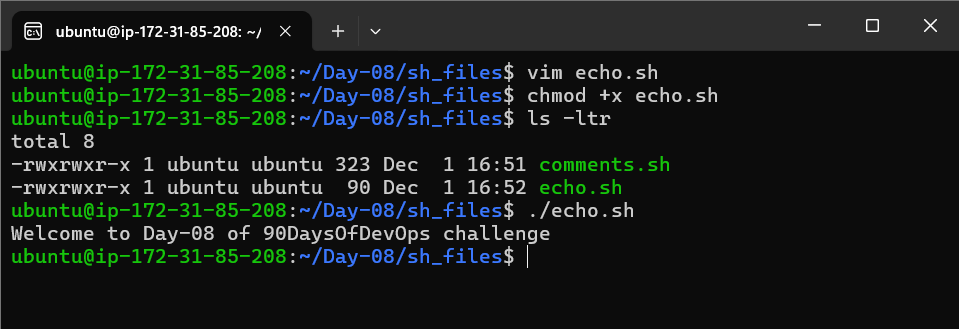 ubuntu@ip-172-31-85-208: ~/
ubuntu@ip-172-31-85-208:~/Day-08/sh_files$ vim echo.sh
ubuntu@ip-172-31-85-208:~/Day-08/sh_files$ chmod +x echo.sh
ubuntu@ip-172-31-85-208:~/Day-08/sh_files$ ls -ltr
total 8
-rwxrwxr-x 1 ubuntu ubuntu 323 Dec  1 16:51 comments.sh
-rwxrwxr-x 1 ubuntu ubuntu  90 Dec  1 16:52 echo.sh
ubuntu@ip-172-31-85-208:~/Day-08/sh_files$ ./echo.sh
Welcome to Day-08 of 90DaysOfDevOps challenge
ubuntu@ip-172-31-85-208:~/Day-08/sh_files$